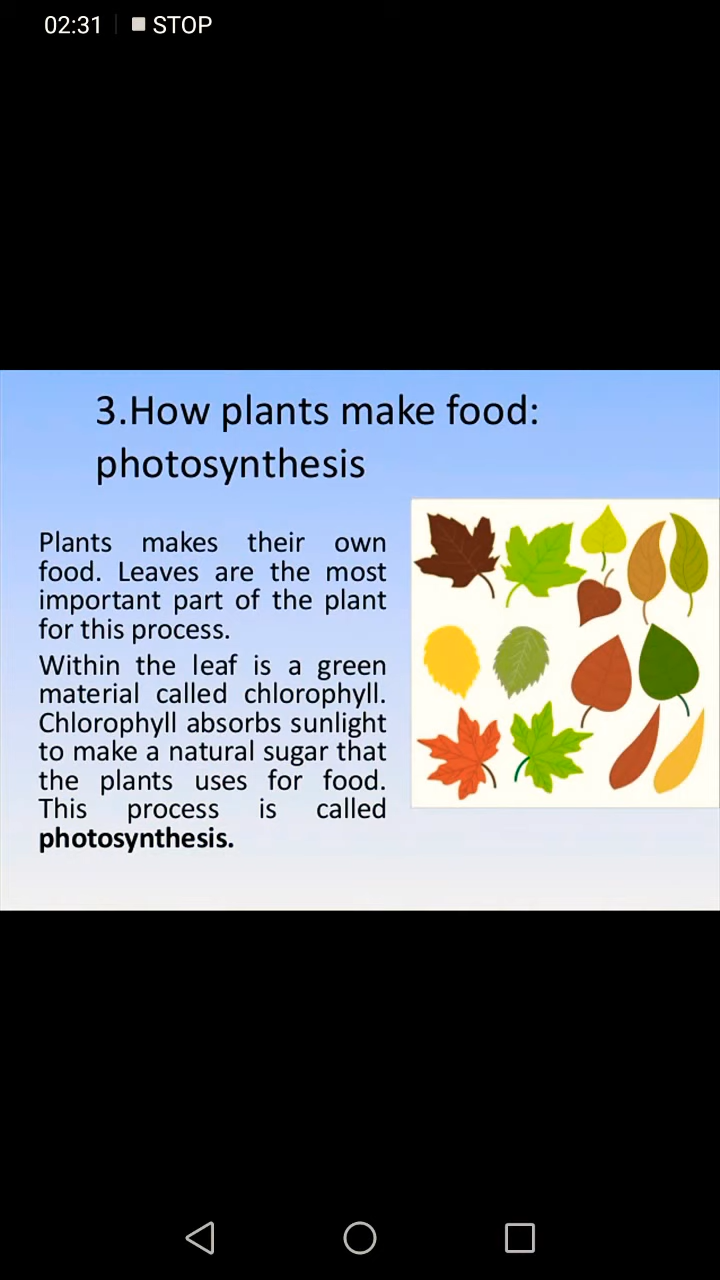 02:31 STOP
3.How plants make food:
photosynthesis
Plants makes their own
food. Leaves are the most
important part of the plant
for this process.
Within the leaf is a green
material called chlorophyll.
Chlorophyll absorbs sunlight
to make a natural sugar that
the plants uses for food.
This process is called
photosynthesis.